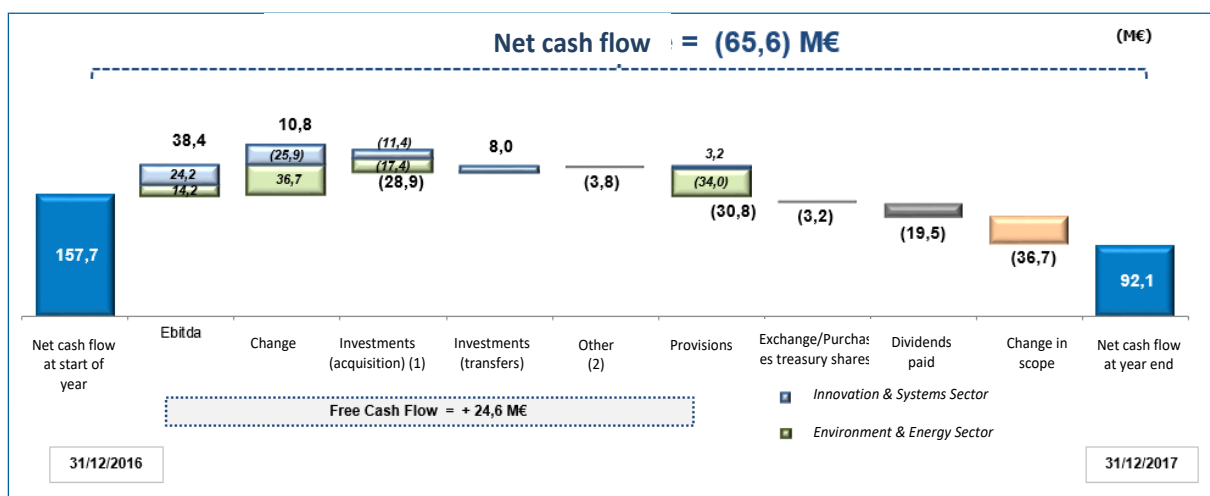 Net cash flow = (65,6) M€
(M€)
38,4
10,8
(11,4)
8,0
3,2
24,2
14,2
(25,9)
36,7
(17,4)
(28,9)
(3,8)
(34,0)
(30,8)
(3,2)
(19,5)
(36,7)
157,7
92,1
Net cash flow
at start of
year
Ebitda
Change
Investments
(acquisition) (1)
Investments
(transfers)
Other
(2)
Provisions
Exchange/Purchas
es treasury shares
Dividends
paid
Change in
scope
Net cash flow
at year end
Free Cash Flow = + 24,6 M€
Innovation & Systems Sector
Environment & Energy Sector
31/12/2016
31/12/2017